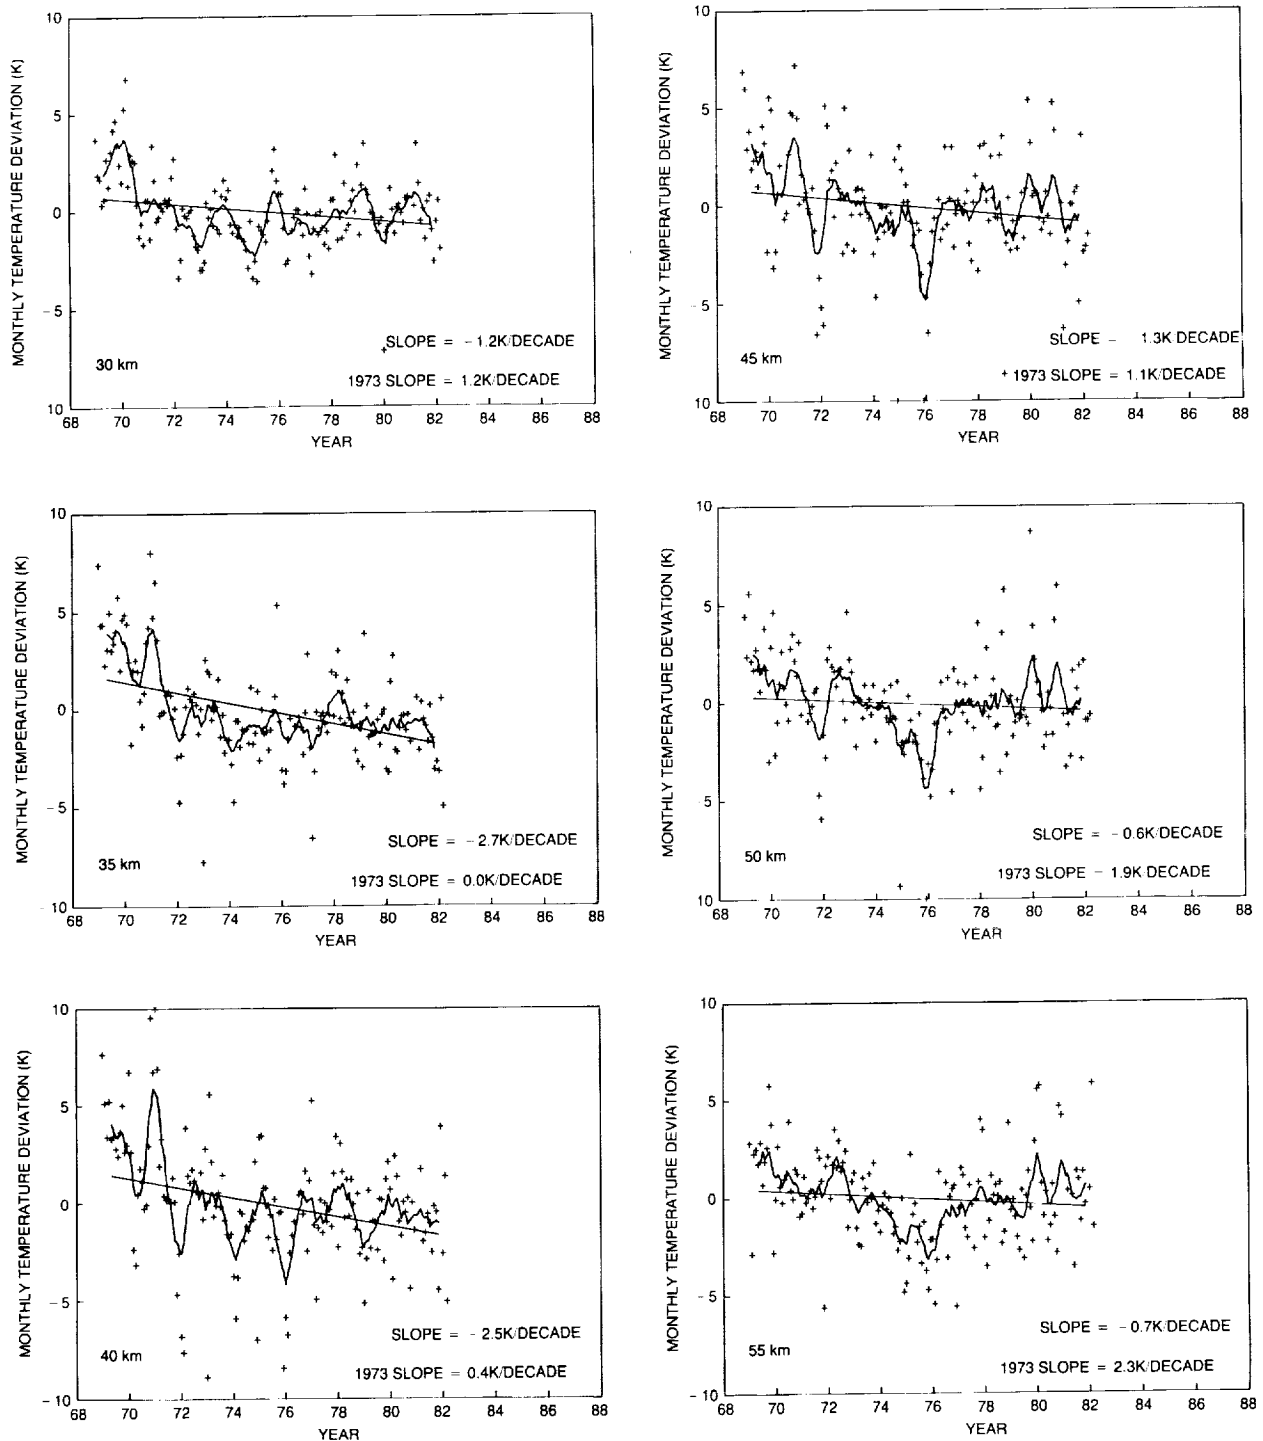 MONTHLY TEMPERATURE DEVIATION (K)
10
5
0
-5
10
30 km
SLOPE = -1.2K/DECADE
1973 SLOPE = 1.2K/DECADE
68 70 72 74 76 78 80 82 84 86 88
YEAR
MONTHLY TEMPERATURE DEVIATION (K)
10
5
0
-5
10
45 km
SLOPE - 1.3K/DECADE
1973 SLOPE = 1.1K/DECADE
68 70 72 74 76 78 80 82 84 86 88
YEAR
MONTHLY TEMPERATURE DEVIATION (K)
10
5
0
-5
10
35 km
SLOPE = -2.7K/DECADE
1973 SLOPE = 0.0K/DECADE
68 70 72 74 76 78 80 82 84 86 88
YEAR
MONTHLY TEMPERATURE DEVIATION (K)
10
5
0
-5
10
50 km
SLOPE = -0.6K/DECADE
1973 SLOPE - 1.9K/DECADE
68 70 72 74 76 78 80 82 84 86 88
YEAR
MONTHLY TEMPERATURE DEVIATION (K)
10
5
0
-5
-10
40 km
SLOPE = -2.5K/DECADE
1973 SLOPE = 0.4K/DECADE
68 70 72 74 76 78 80 82 84 86 88
YEAR
MONTHLY TEMPERATURE DEVIATION (K)
10
5
0
-5
-10
55 km
SLOPE = -0.7K/DECADE
1973 SLOPE = 2.3K/DECADE
68 70 72 74 76 78 80 82 84 86 88
YEAR